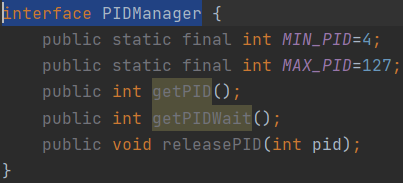 interface PIDManager {
public static final int MIN_PID=4;
public static final int MAX_PID=127;
public int getPID();
public int getPIDWait();
public void releasePID(int pid);
}